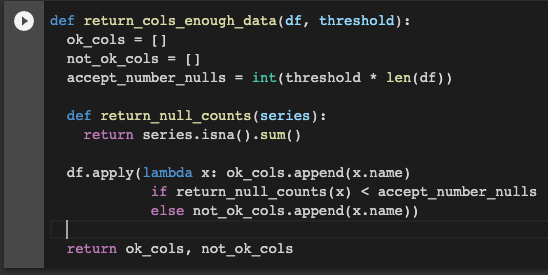 def return_cols_enough_data(df, threshold):
  ok_cols = []
  not_ok_cols = []
  accept_number_nulls = int(threshold * len(df))

  def return_null_counts(series):
    return series.isna().sum()

  df.apply(lambda x: ok_cols.append(x.name)
            if return_null_counts(x) < accept_number_nulls
            else not_ok_cols.append(x.name))

  return ok_cols, not_ok_cols